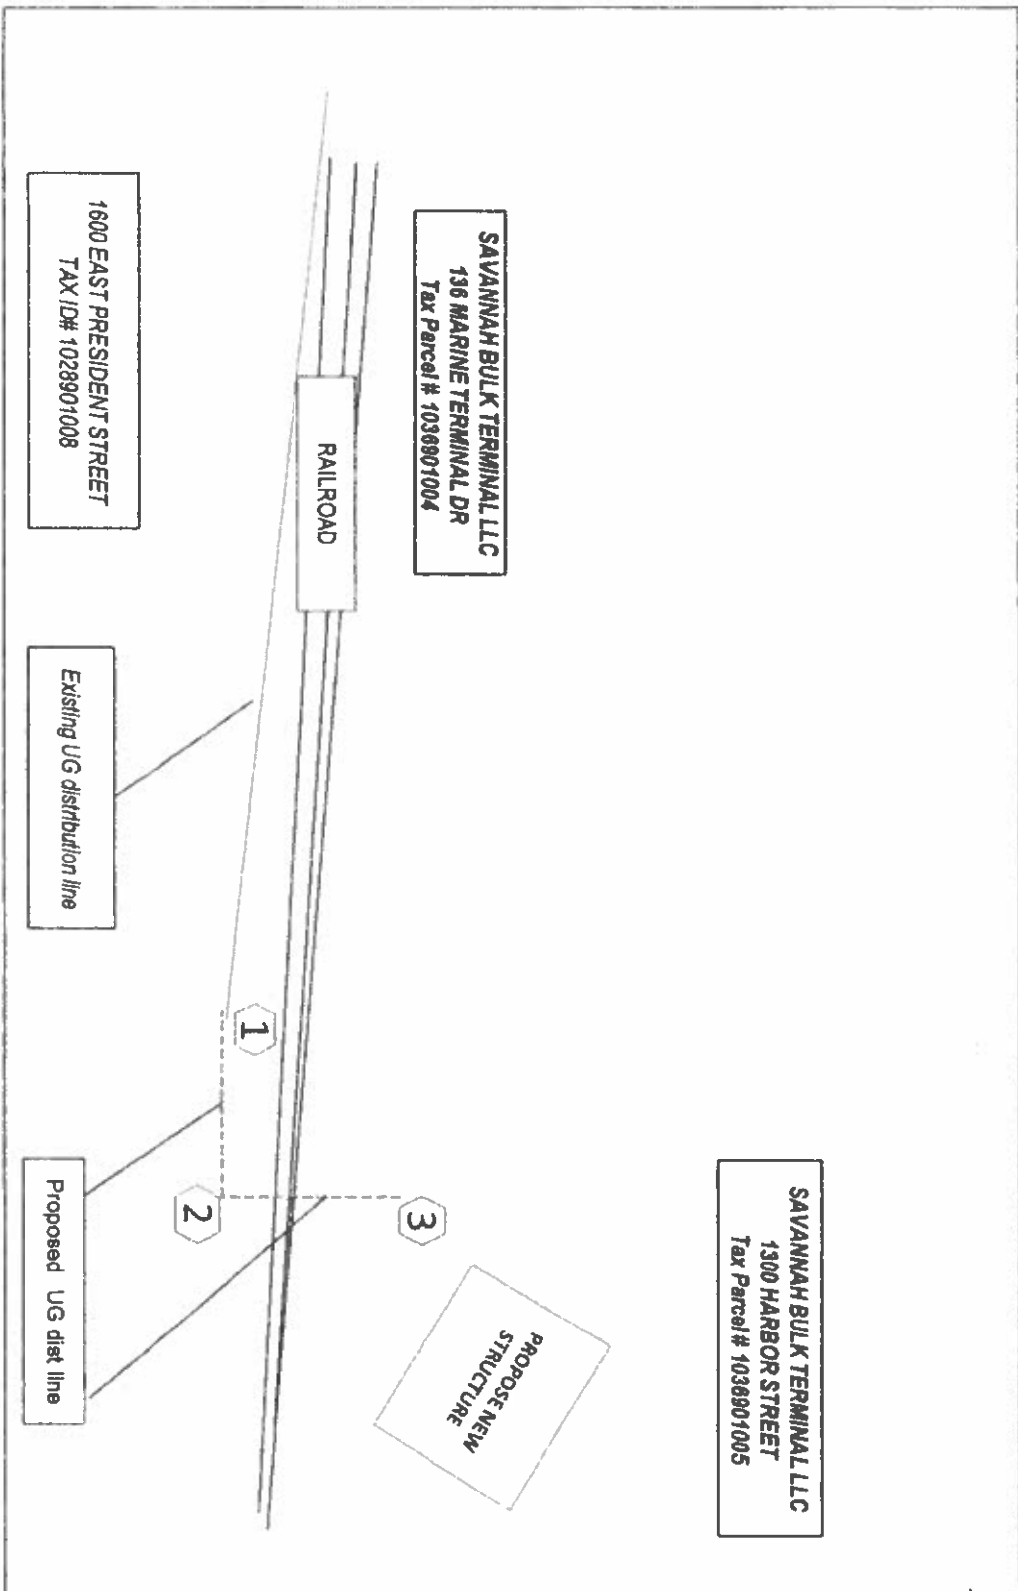 SAVANNAH BULK TERMINAL LLC
1300 HARBOR STREET
Tax Parcel # 1036901005
SAVANNAH BULK TERMINAL LLC
136 MARINE TERMINAL DR
Tax Parcel # 1036901004
PROPOSE NEW
STRUCTURE
RAILROAD
3
1
2
1600 EAST PRESIDENT STREET
TAX ID# 1028901008
Existing UG distribution line
Proposed UG dist line